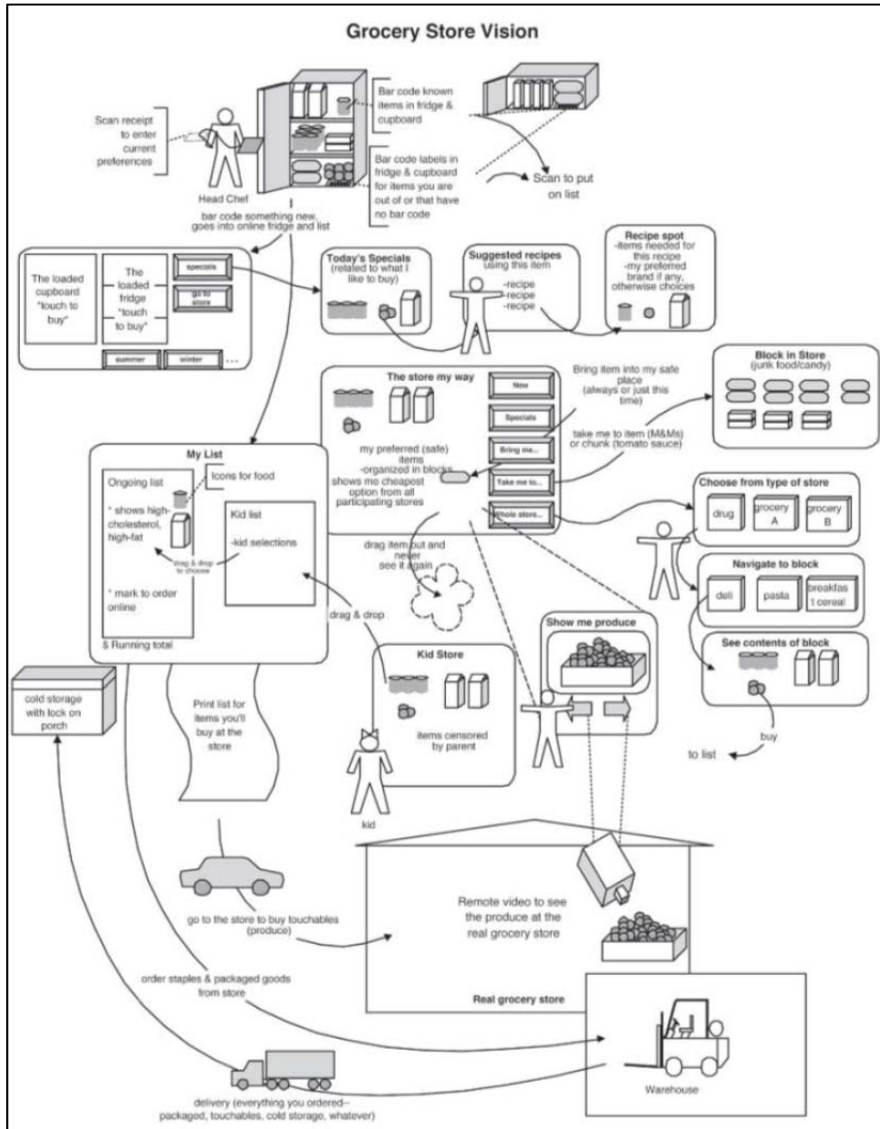 Grocery Store Vision
Scan receipt
to enter
current
preferences
Head Chef
Bar code known
items in fridge &
cupboard
Bar code labels in
fridge & cupboard
for items you are
out of or that have
no bar code
Scan to put
on list
bar code something new,
goes into online fridge and list
The loaded
cupboard
"touch to
buy"
The
loaded
fridge
"touch
to buy"
specials
go to
store
summer
winter
...
Today's Specials
(related to what I
like to buy)
Suggested recipes
using this item
-recipe
-recipe
-recipe
Recipe spot
-items needed for
this recipe
-my preferred
brand if any,
otherwise choices
The store my way
my preferred (safe)
items
-organized in blocks
shows me cheapest
option from all
participating stores
New
Specials
Bring me...
Take me to...
Whole store...
Bring item into my safe
place
(always or just this
time)
take me to item (M&Ms)
or chunk (tomato sauce)
Block in Store
(junk food/candy)
My List
Ongoing list
* shows high-
cholesterol,
high-fat
* mark to order
online
Icons for food
Kid list
-kid selections
drag & drop
to choose
$ Running total
drag item out and
never
see it again
drag & drop
Choose from type of store
drug
grocery
A
grocery
B
Navigate to block
deli
pasta
breakfas
t cereal
See contents of block
buy
to list
Kid Store
items censored
by parent
kid
Show me produce
cold storage
with lock on
porch
Print list for
items you'll
buy at the
store
go to the store to buy touchables
(produce)
Remote video to see
the produce at the
real grocery store
Real grocery store
order staples & packaged goods
from store
Warehouse
delivery (everything you ordered--
packaged, touchables, cold storage, whatever)